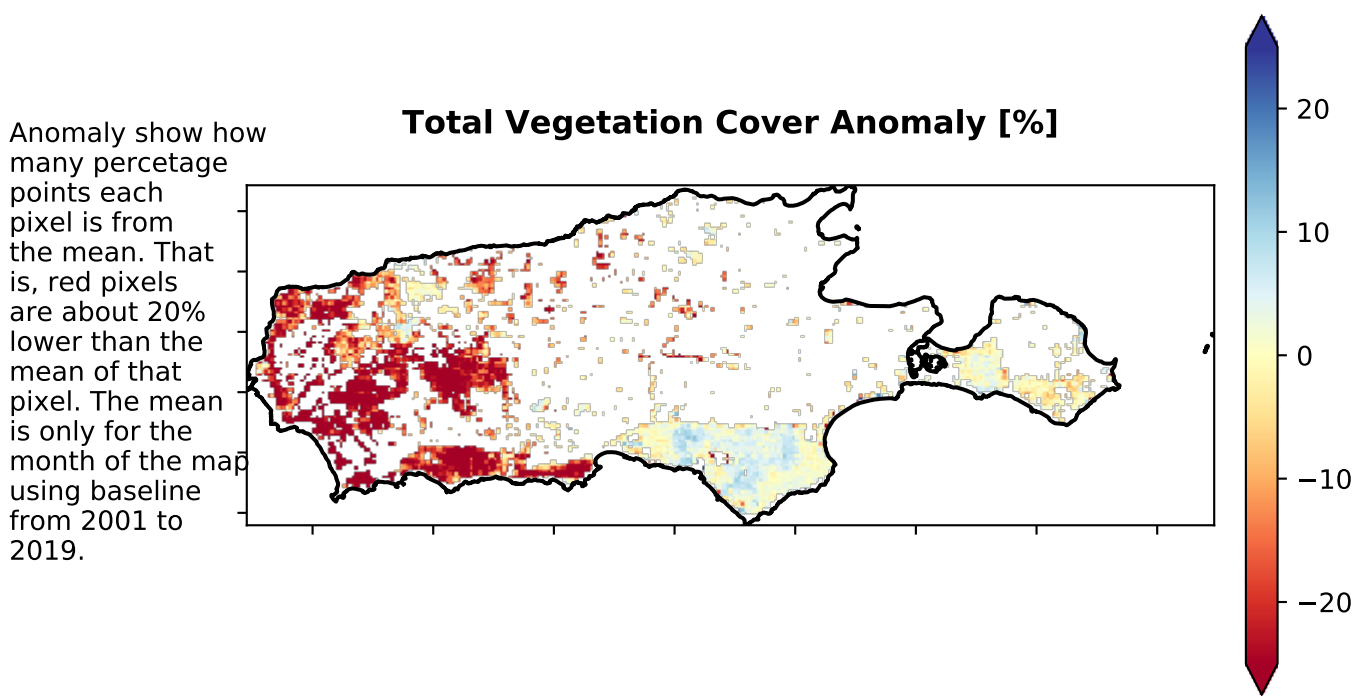 Total Vegetation Cover Anomaly [%]
Anomaly show how
many percetage
points each
pixel is from
the mean. That
is, red pixels
are about 20%
lower than the
mean of that
pixel. The mean
is only for the
month of the map
using baseline
from 2001 to
2019.
20
10
0
−10
−20